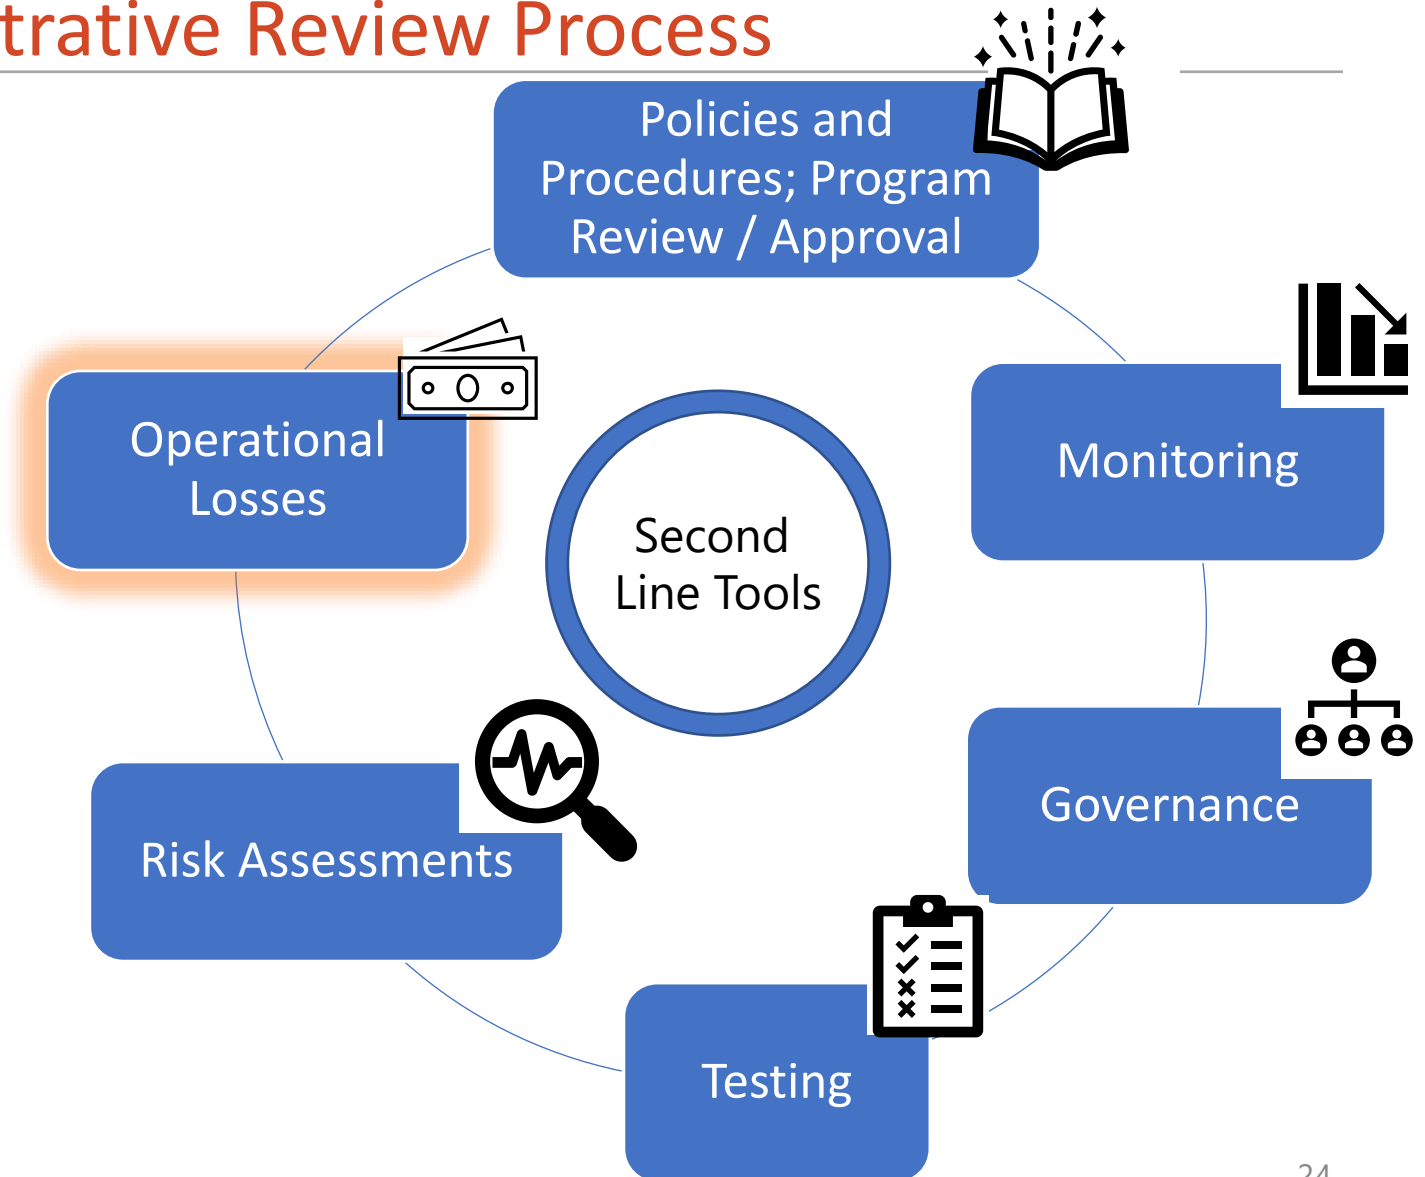 trative Review Process
Policies and
Procedures; Program
Review / Approval
Operational
Losses
Monitoring
Second
Line Tools
Governance
Risk Assessments
Testing
24